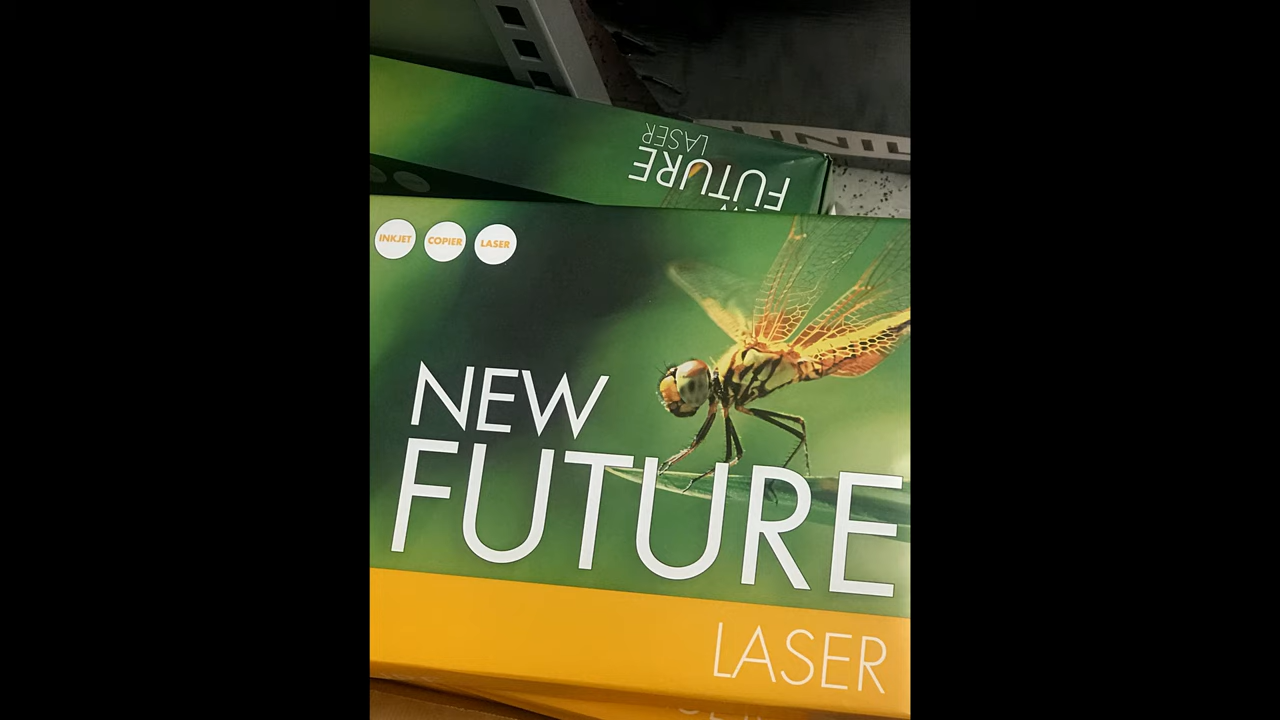 LASER
FUTURE
INKJET COPIER LASER
NEW
FUTURE
LASER